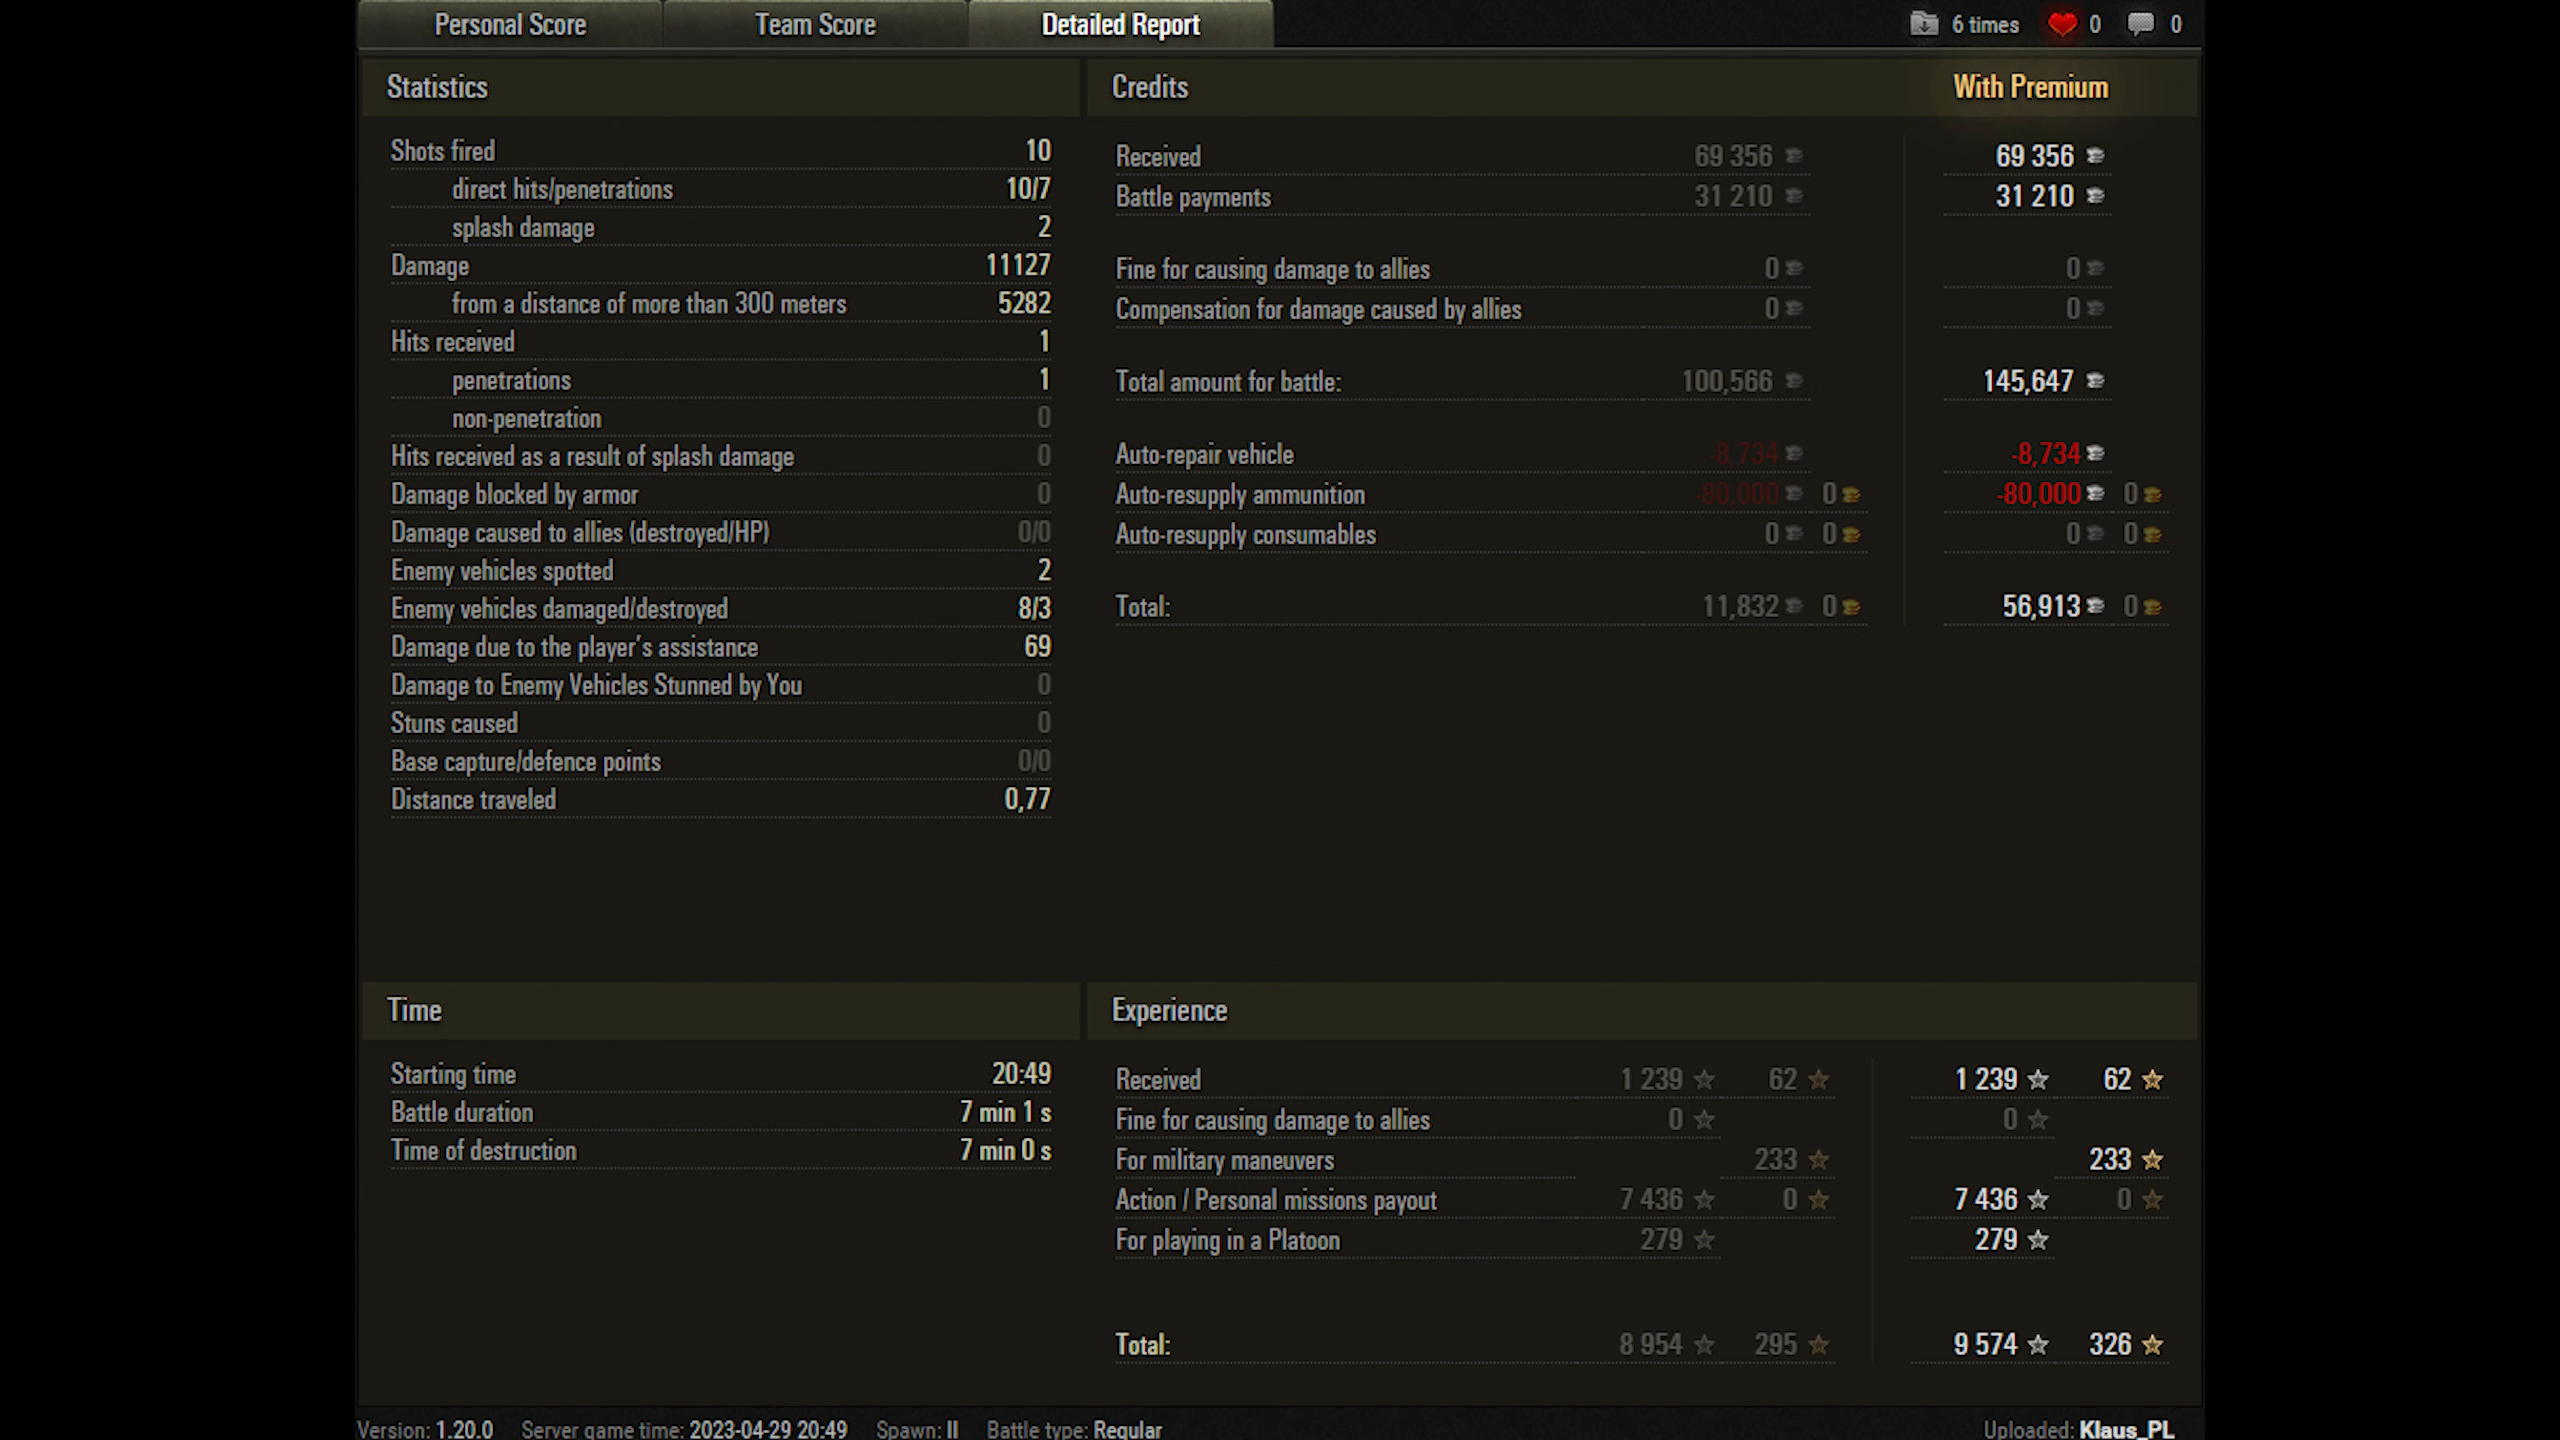 Personal Score Team Score Detailed Report 6 times 0 0
Statistics
Shots fired 10
direct hits/penetrations 10/7
splash damage 2
Damage 11127
from a distance of more than 300 meters 5282
Hits received 1
penetrations 1
non-penetration 0
Hits received as a result of splash damage 0
Damage blocked by armor 0
Damage caused to allies (destroyed/HP) 0/0
Enemy vehicles spotted 2
Enemy vehicles damaged/destroyed 8/3
Damage due to the player's assistance 69
Damage to Enemy Vehicles Stunned by You 0
Stuns caused 0
Base capture/defence points 0/0
Distance traveled 0,77
Credits With Premium
Received 69 356 69 356
Battle payments 31 210 31 210
Fine for causing damage to allies 0 0
Compensation for damage caused by allies 0 0
Total amount for battle: 100,566 145,647
Auto-repair vehicle -8,734 -8,734
Auto-resupply ammunition -80,000 0 -80,000 0
Auto-resupply consumables 0 0 0 0
Total: 11,832 0 56,913 0
Time
Starting time 20:49
Battle duration 7 min 1 s
Time of destruction 7 min 0 s
Experience
Received 1 239 62 1 239 62
Fine for causing damage to allies 0 0
For military maneuvers 233 233
Action / Personal missions payout 7 436 0 7 436 0
For playing in a Platoon 279 279
Total: 8 954 295 9 574 326
Version: 1.20.0 Server game time: 2023-04-29 20:49 Spawn: II Battle type: Regular Uploaded: Klaus_PL